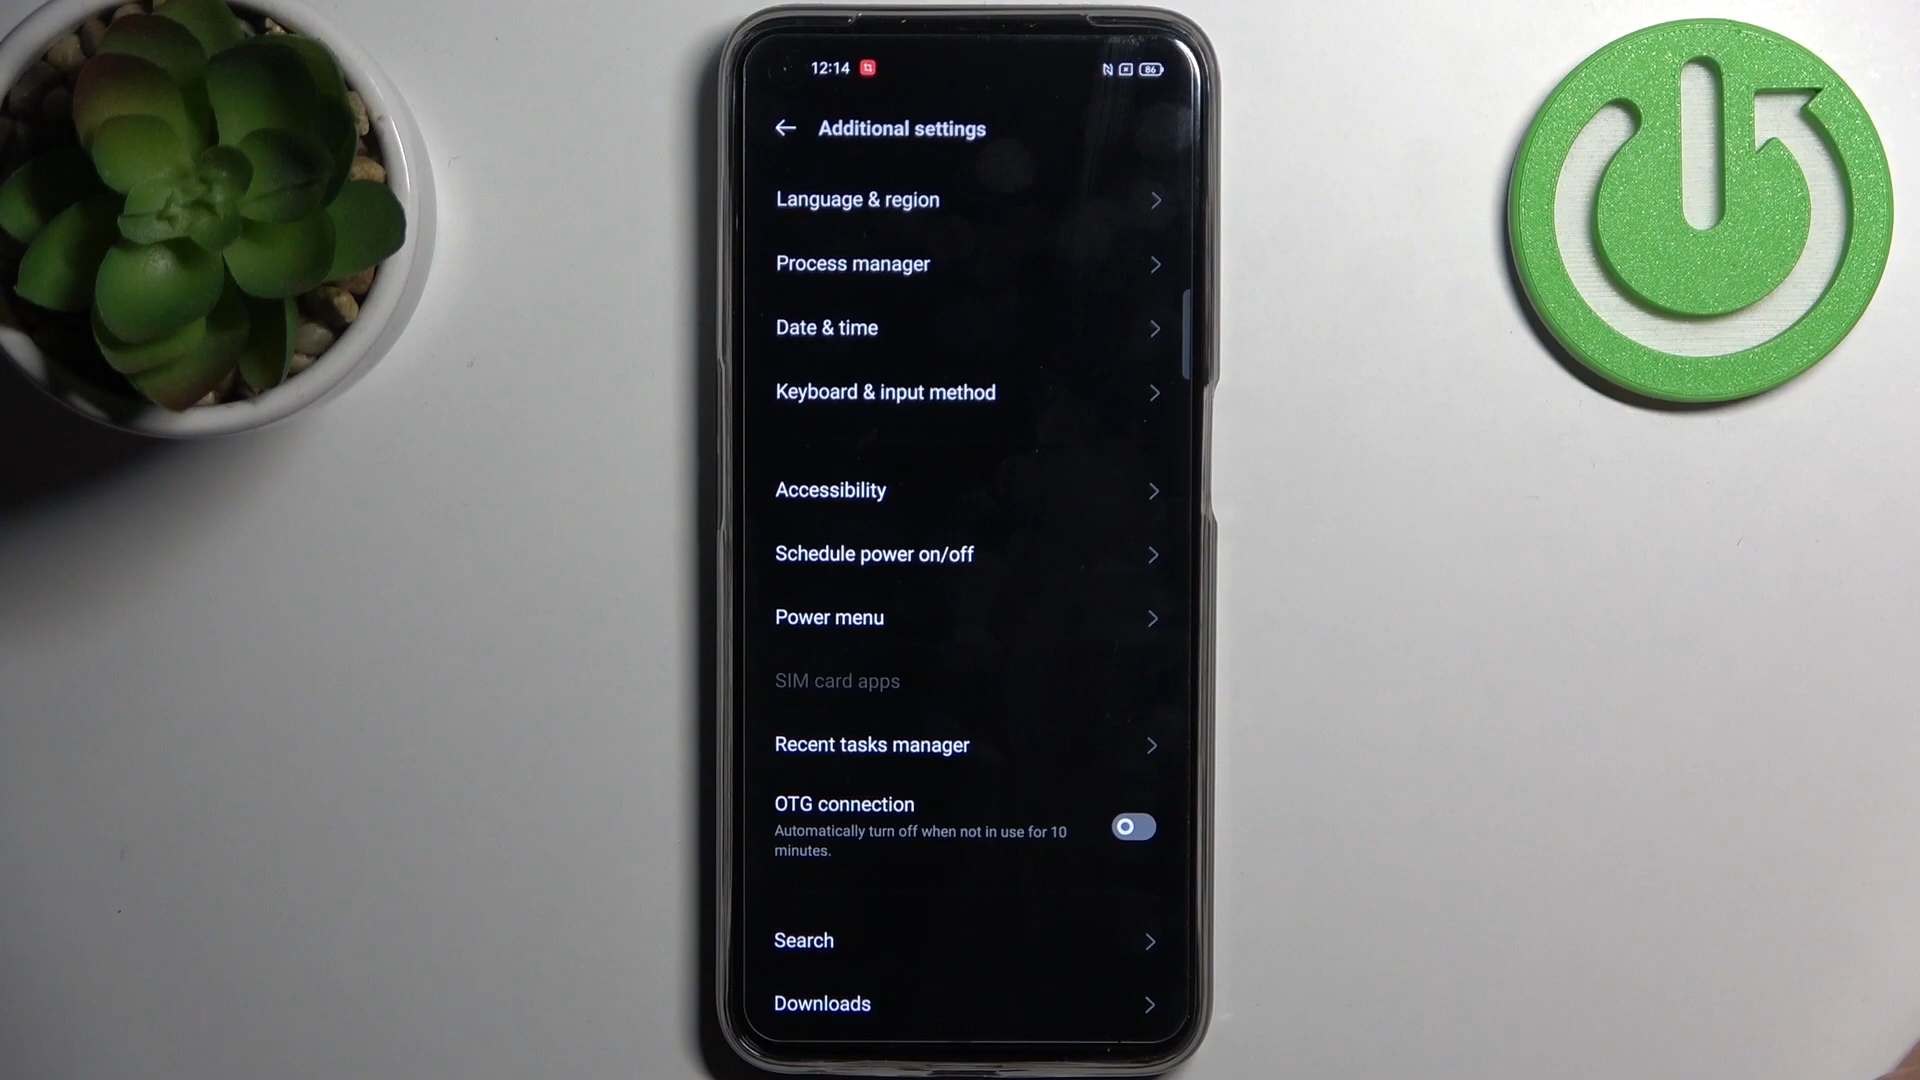 12:14
86
Additional settings
Language & region
Process manager
Date & time
Keyboard & input method
Accessibility
Schedule power on/off
Power menu
SIM card apps
Recent tasks manager
OTG connection
Automatically turn off when not in use for 10
minutes.
Search
Downloads